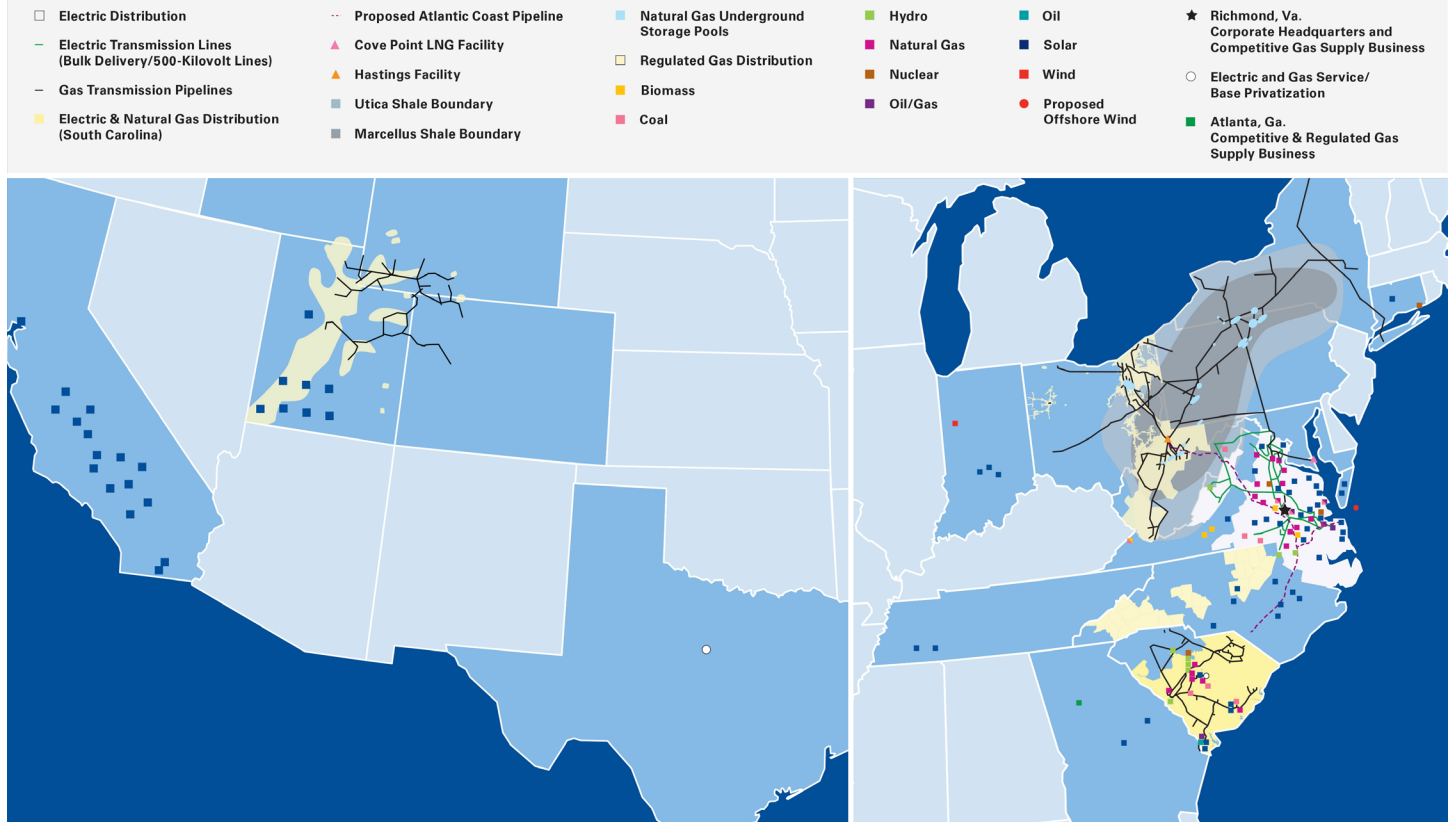 Electric Distribution
Electric Transmission Lines
(Bulk Delivery/500-Kilovolt Lines)
Gas Transmission Pipelines
Electric & Natural Gas Distribution
(South Carolina)
Proposed Atlantic Coast Pipeline
Cove Point LNG Facility
Hastings Facility
Utica Shale Boundary
Marcellus Shale Boundary
Natural Gas Underground
Storage Pools
Regulated Gas Distribution
Biomass
Coal
Hydro
Natural Gas
Nuclear
Oil/Gas
Oil
Solar
Wind
Proposed
Offshore Wind
Richmond, Va.
Corporate Headquarters and
Competitive Gas Supply Business
Electric and Gas Service/
Base Privatization
Atlanta, Ga.
Competitive & Regulated Gas
Supply Business